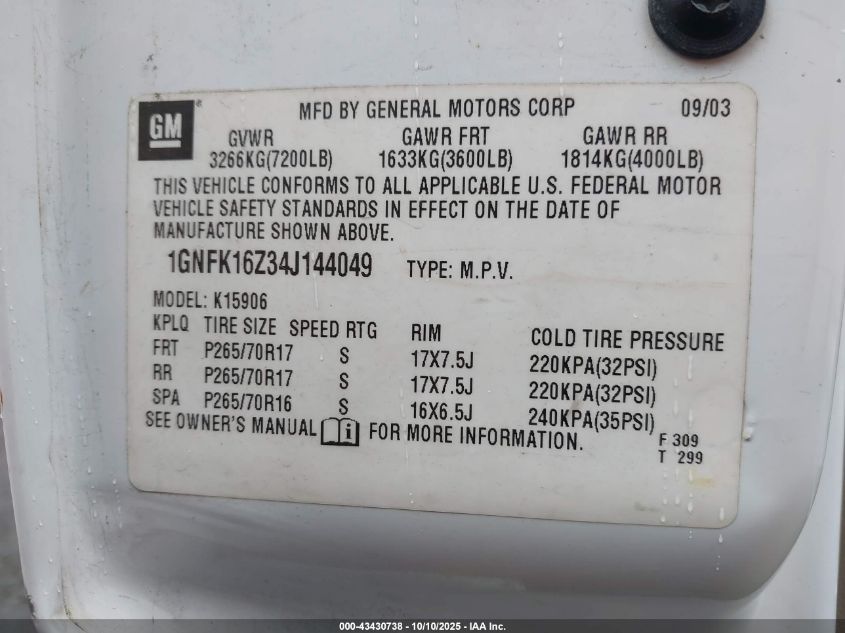 GM® MFD BY GENERAL MOTORS CORP 09/03
GVWR GAWR FRT GAWR RR
3266KG(7200LB) 1633KG(3600LB) 1814KG(4000LB)
THIS VEHICLE CONFORMS TO ALL APPLICABLE U.S. FEDERAL MOTOR
VEHICLE SAFETY STANDARDS IN EFFECT ON THE DATE OF
MANUFACTURE SHOWN ABOVE.
1GNFK16Z34J144049 TYPE: M.P.V.
MODEL: K15906
KPLQ TIRE SIZE SPEED RTG RIM COLD TIRE PRESSURE
FRT P265/70R17 S 17X7.5J 220KPA(32PSI)
RR P265/70R17 S 17X7.5J 220KPA(32PSI)
SPA P265/70R16 S 16X6.5J 240KPA(35PSI)
SEE OWNER'S MANUAL i FOR MORE INFORMATION.
F 309
T 299
000-43430738 - 10/10/2025 - IAA Inc.